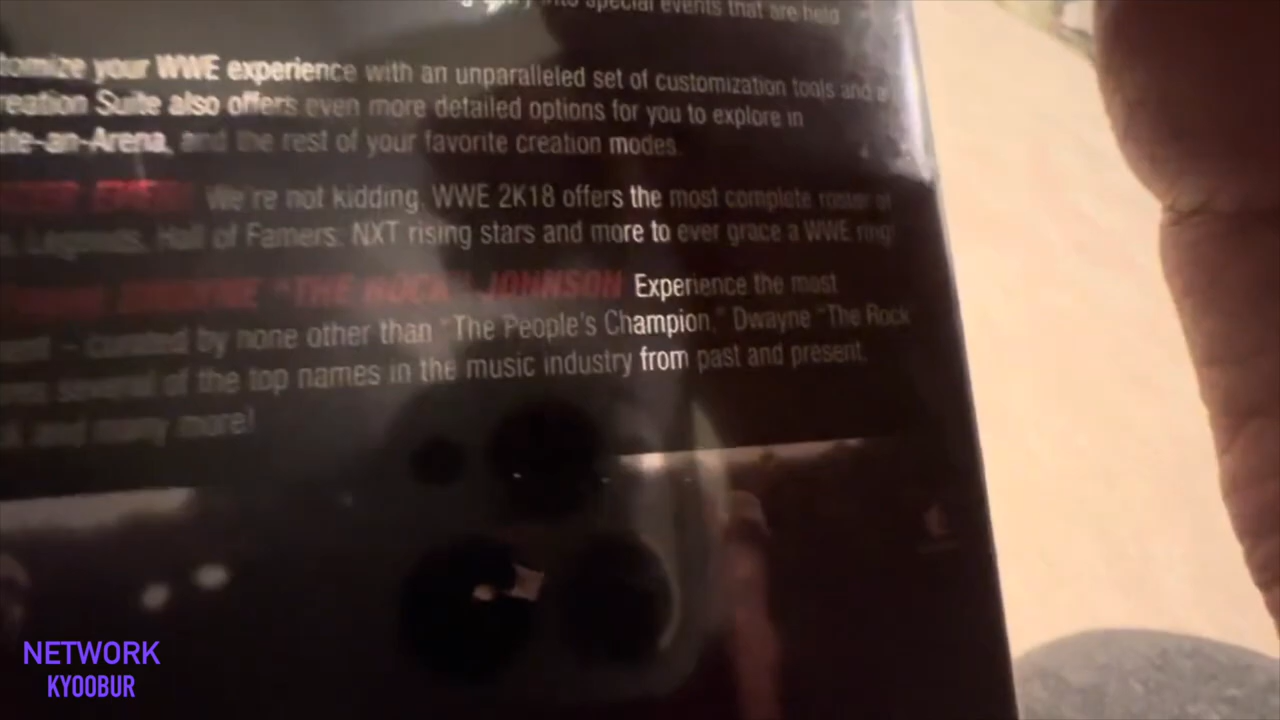 special events that are held
tomize your WWE experience with an unparalleled set of customization tools and a
reation Suite also offers even more detailed options for you to explore in
te-an-Arena, and the rest of your favorite creation modes.
We're not kidding. WWE 2K18 offers the most complete roster of
Legends, Hall of Famers, NXT rising stars and more to ever grace a WWE ring
DWAYNE "THE ROCK" JOHNSON Experience the most
curated by none other than "The People's Champion," Dwayne "The Rock
several of the top names in the music industry from past and present.
and many more!
NETWORK
KYOOBUR